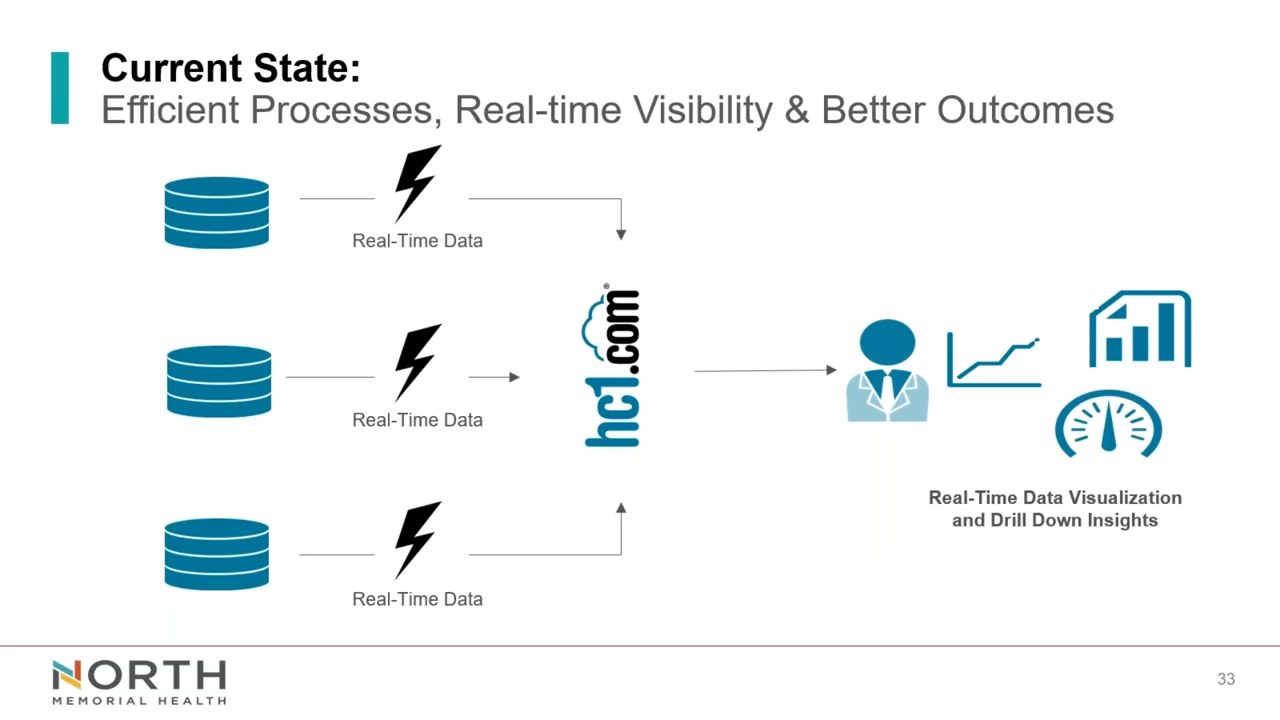 Current State:
Efficient Processes, Real-time Visibility & Better Outcomes
Real-Time Data
Real-Time Data
hc1.com®
Real-Time Data
Real-Time Data Visualization
and Drill Down Insights
NORTH
MEMORIAL HEALTH
33